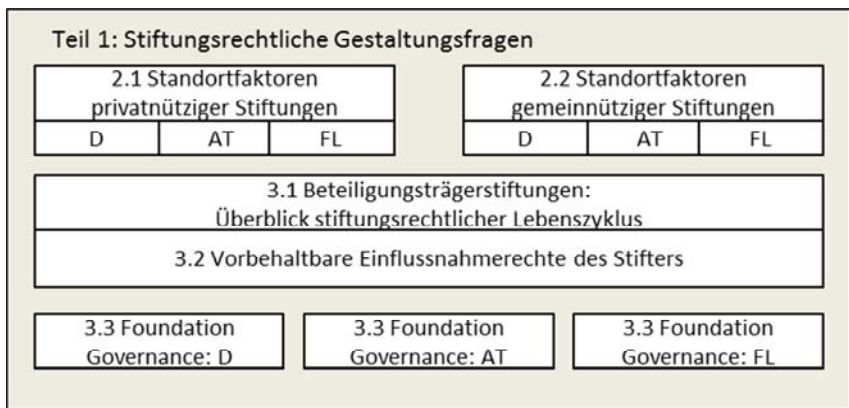 Teil 1: Stiftungsrechtliche Gestaltungsfragen
2.1 Standortfaktoren
privatnütziger Stiftungen
D AT FL
2.2 Standortfaktoren
gemeinnütziger Stiftungen
D AT FL
3.1 Beteiligungsträgerstiftungen:
Überblick stiftungsrechtlicher Lebenszyklus
3.2 Vorbehaltbare Einflussnahmerechte des Stifters
3.3 Foundation
Governance: D
3.3 Foundation
Governance: AT
3.3 Foundation
Governance: FL